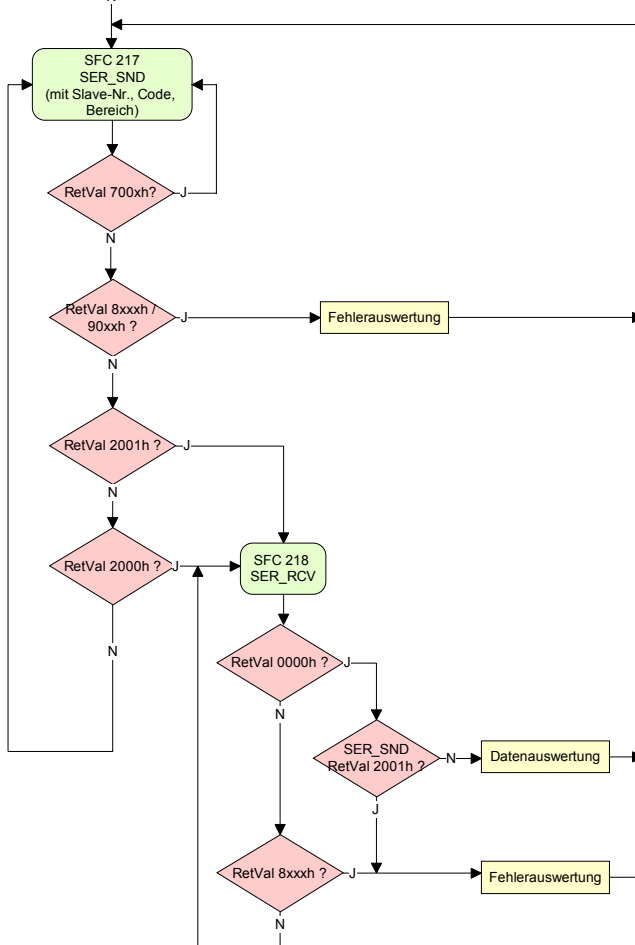 N
SFC 217
SER_SND
(mit Slave-Nr., Code,
Bereich)
RetVal 700xh?
J
N
RetVal 8xxxh /
90xxh ?
J
Fehlerauswertung
N
RetVal 2001h ?
J
N
RetVal 2000h ?
J
SFC 218
SER_RCV
N
RetVal 0000h ?
J
N
SER_SND
RetVal 2001h ?
N
Datenauswertung
J
RetVal 8xxxh ?
J
Fehlerauswertung
N